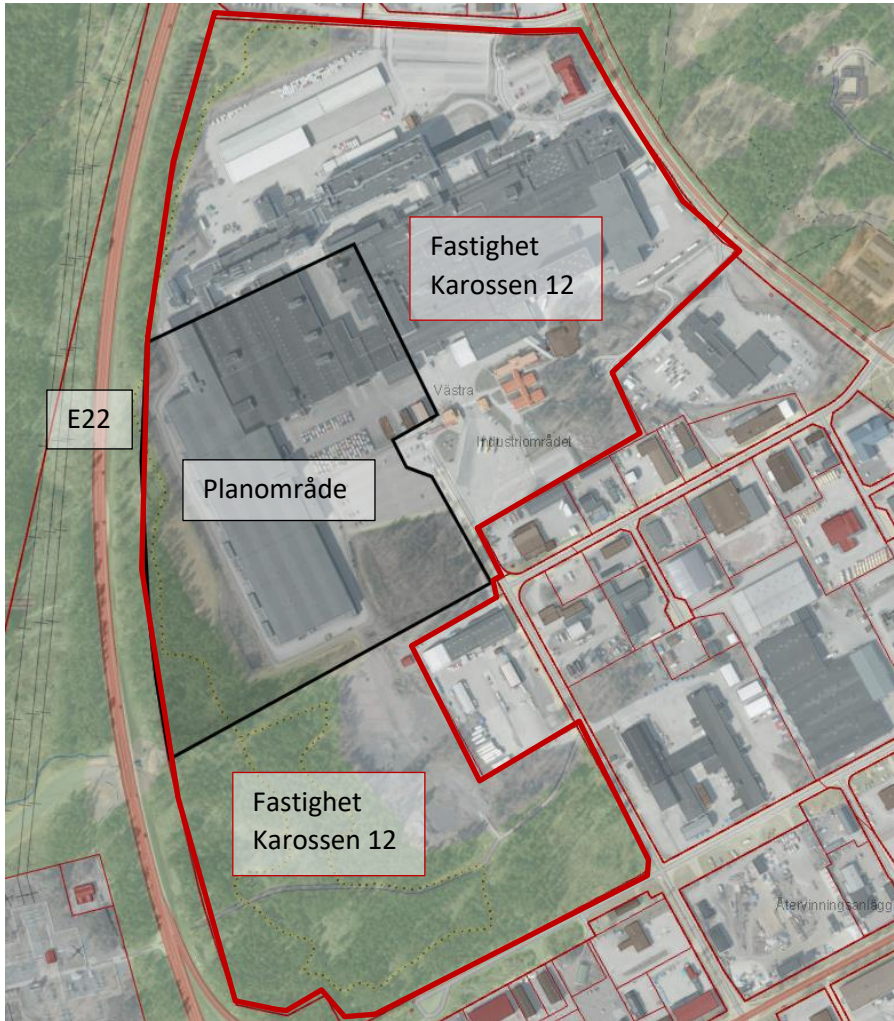 Fastighet
Karossen 12
Västra
E22
Industriområdet
Planområde
Fastighet
Karossen 12
Återvinningsanlägg